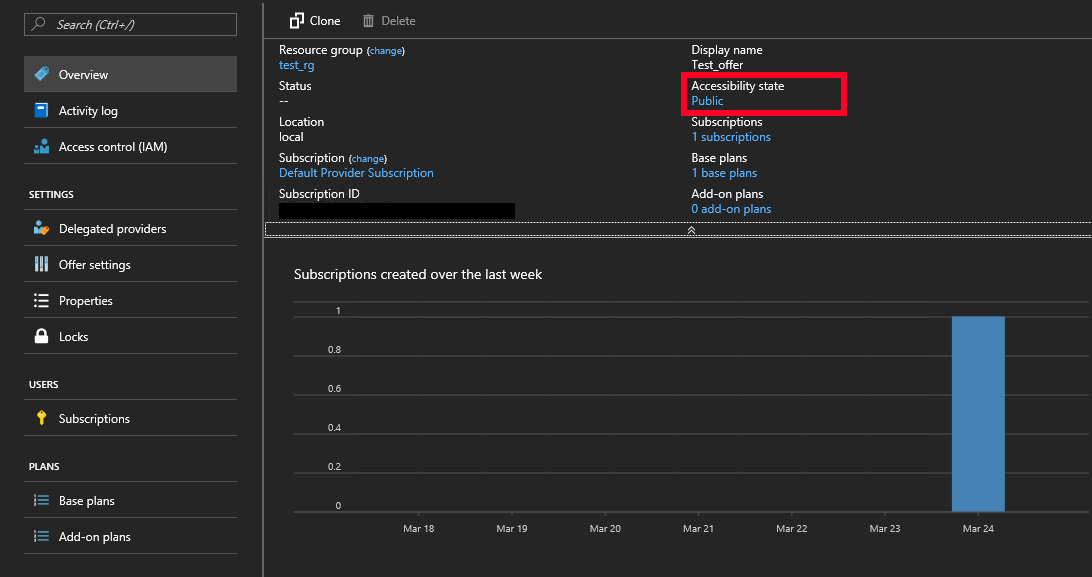 Search (Ctrl+/)
Overview
Activity log
Access control (IAM)
SETTINGS
Delegated providers
Offer settings
Properties
Locks
USERS
Subscriptions
PLANS
Base plans
Add-on plans
Clone
Delete
Resource group (change)
test_rg
Status
--
Location
local
Subscription (change)
Default Provider Subscription
Subscription ID
Display name
Test_offer
Accessibility state
Public
Subscriptions
1 subscriptions
Base plans
1 base plans
Add-on plans
0 add-on plans
Subscriptions created over the last week
1
0.8
0.6
0.4
0.2
0
Mar 18 Mar 19 Mar 20 Mar 21 Mar 22 Mar 23 Mar 24